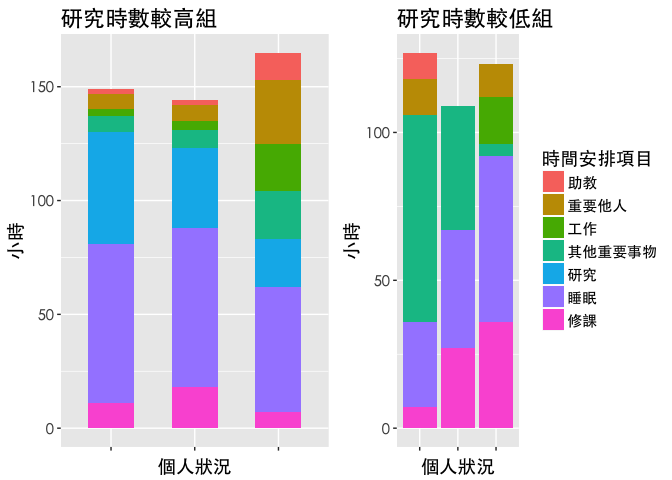 研究時數較高組
150
100
50
0
小時
個人狀況
研究時數較低組
100
50
0
小時
個人狀況
時間安排項目
助教
重要他人
工作
其他重要事物
研究
睡眠
修課